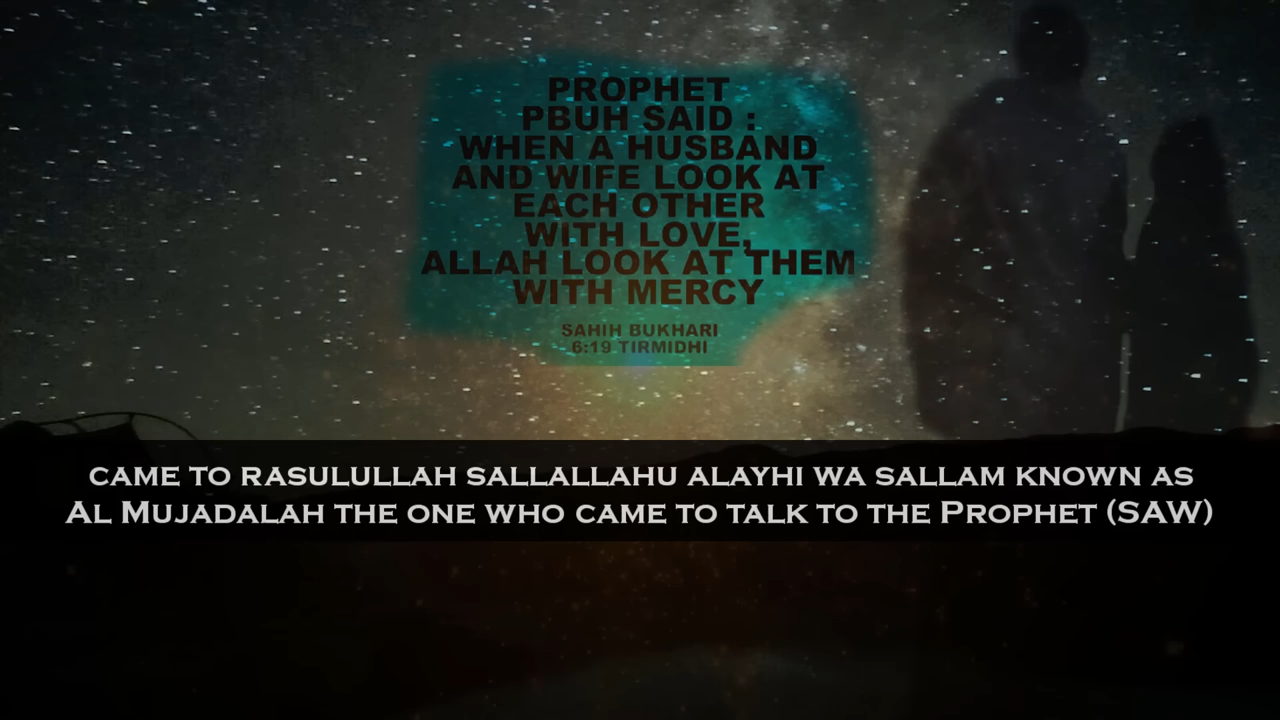 PROPHET
PBUH SAID :
WHEN A HUSBAND
AND WIFE LOOK AT
EACH OTHER
WITH LOVE,
ALLAH LOOK AT THEM
WITH MERCY
SAHIH BUKHARI
6:19 TIRMIDHI
CAME TO RASULULLAH SALLALLAHU ALAYHI WA SALLAM KNOWN AS
AL MUJADALAH THE ONE WHO CAME TO TALK TO THE PROPHET (SAW)